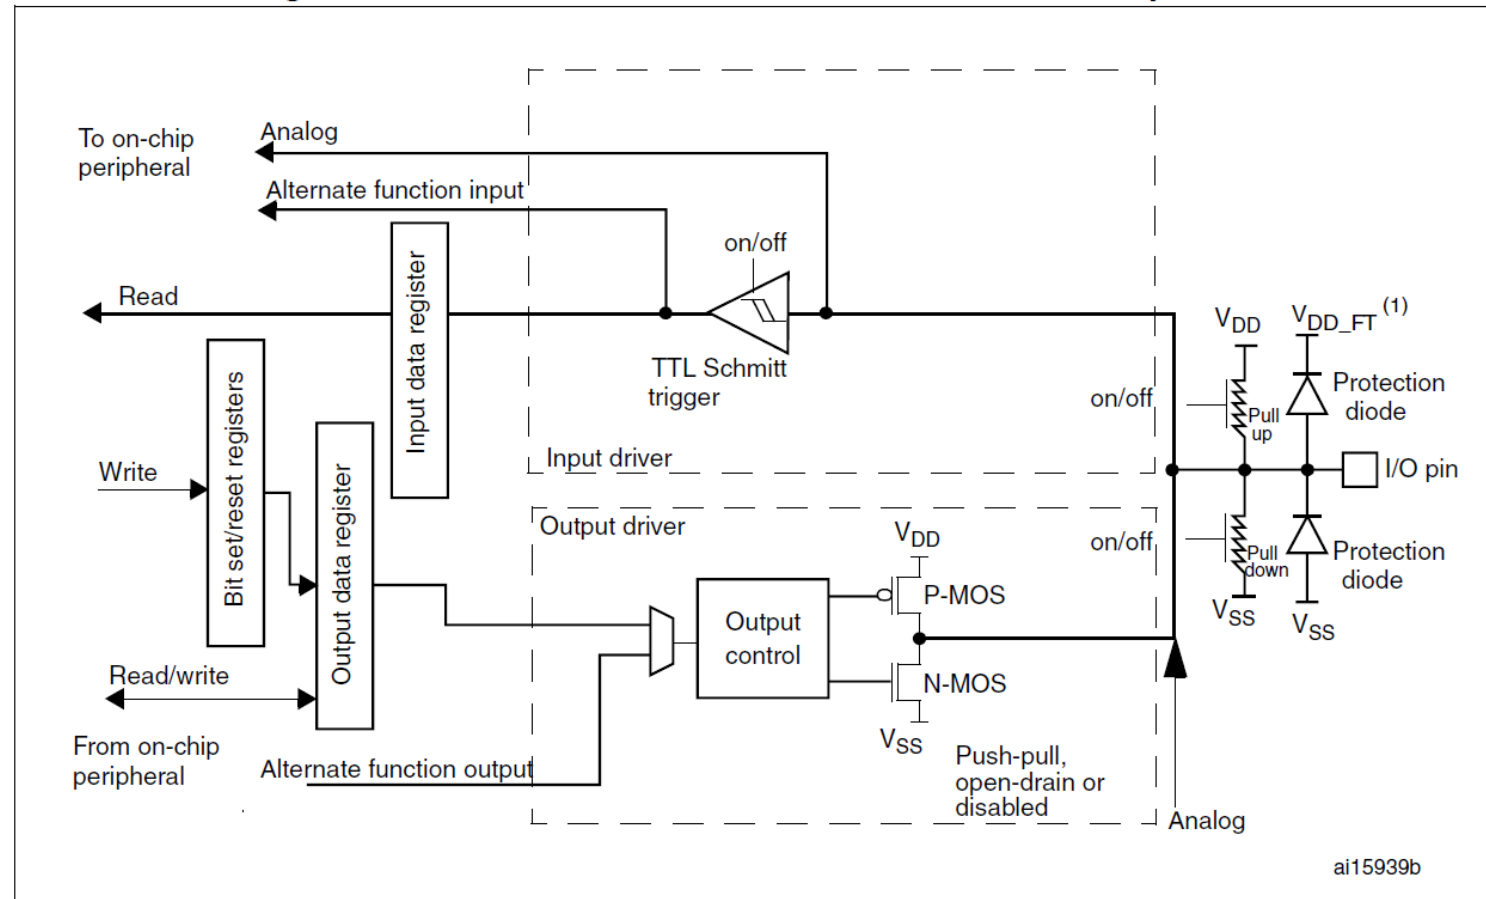 To on-chip
peripheral
Analog
Alternate function input
on/off
Read
Input data register
TTL Schmitt
trigger
VDD
VDD_FT (1)
on/off
Pull
up
Protection
diode
Input driver
I/O pin
Write
Bit set/reset registers
Output data register
Output driver
VDD
on/off
Pull
down
Protection
diode
P-MOS
VSS
VSS
Output
control
Read/write
N-MOS
VSS
From on-chip
peripheral
Alternate function output
Push-pull,
open-drain or
disabled
Analog
ai15939b